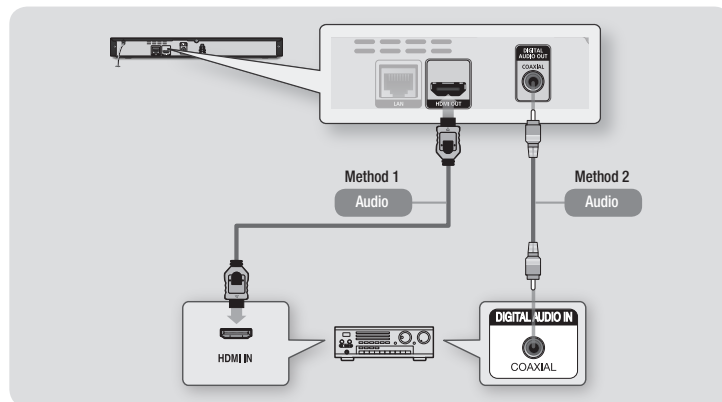 DIGITAL
AUDIO OUT
COAXIAL
LAN
HDMI OUT
Method 1
Audio
Method 2
Audio
HDMI IN
DIGITAL AUDIO IN
COAXIAL